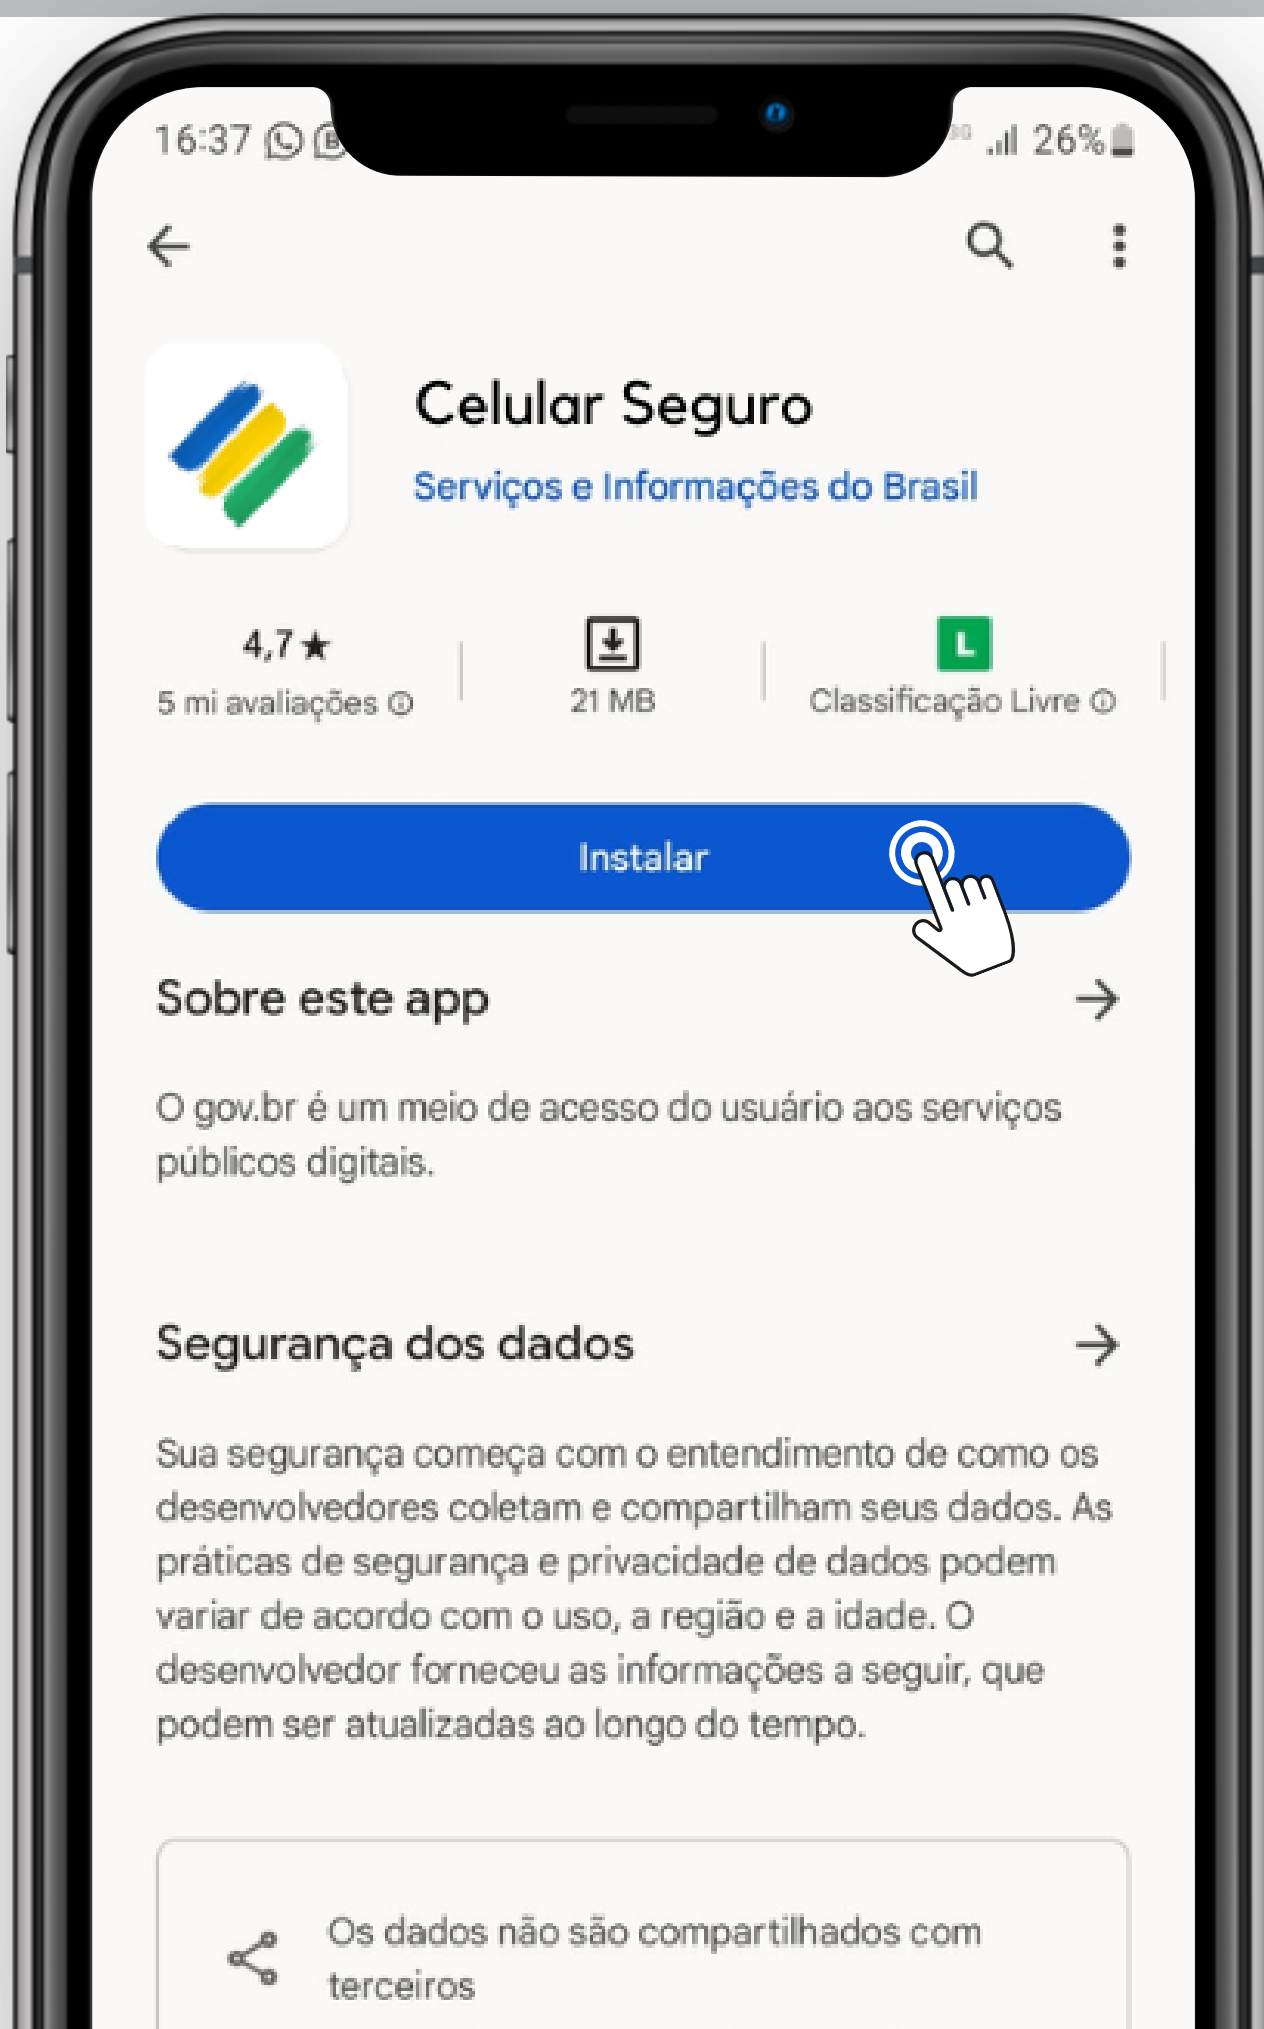 16:37
26%
Celular Seguro
Serviços e Informações do Brasil
4,7★
5 mi avaliações
21 MB
L
Classificação Livre
Instalar
Sobre este app
O gov.br é um meio de acesso do usuário aos serviços
públicos digitais.
Segurança dos dados
Sua segurança começa com o entendimento de como os
desenvolvedores coletam e compartilham seus dados. As
práticas de segurança e privacidade de dados podem
variar de acordo com o uso, a região e a idade. O
desenvolvedor forneceu as informações a seguir, que
podem ser atualizadas ao longo do tempo.
Os dados não são compartilhados com
terceiros